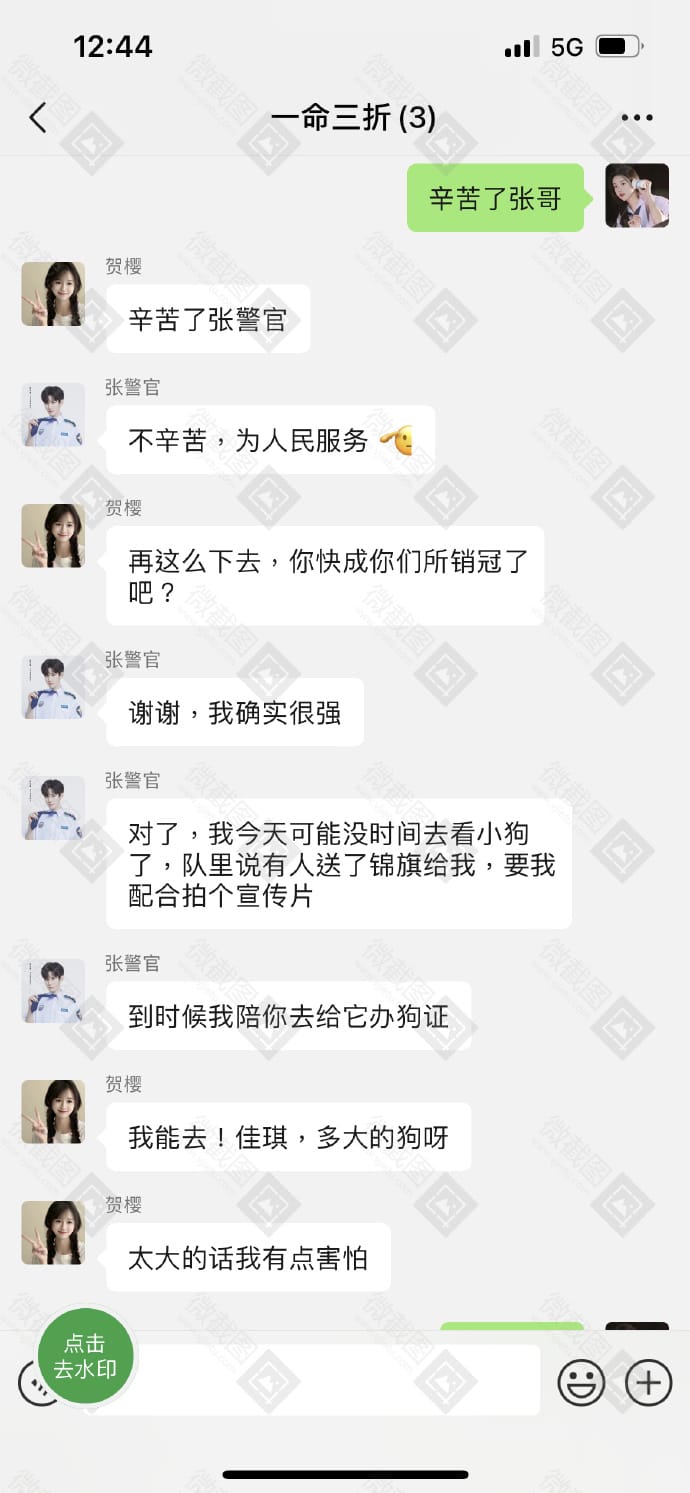 12:44
5G
一命三折 (3)
辛苦了张哥
贺樱
辛苦了张警官
张警官
不辛苦，为人民服务
贺樱
再这么下去，你快成你们所销冠了
吧？
张警官
谢谢，我确实很强
张警官
对了，我今天可能没时间去看小狗
了，队里说有人送了锦旗给我，要我
配合拍个宣传片
张警官
到时候我陪你去给它办狗证
贺樱
我能去！佳琪，多大的狗呀
贺樱
太大的话我有点害怕
点击
去水印
微截图